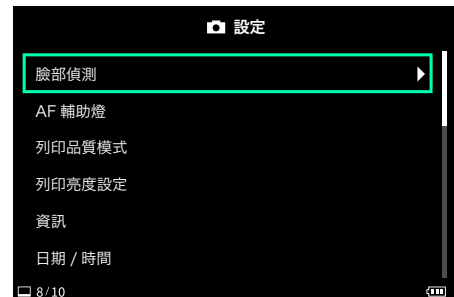 設定
臉部偵測
AF 輔助燈
列印品質模式
列印亮度設定
資訊
日期 / 時間
8/10